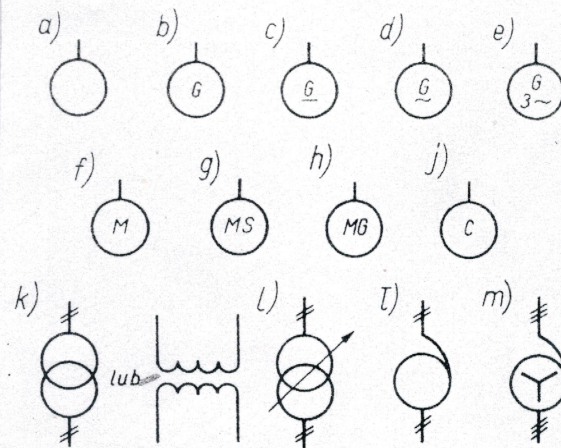 a) b) c) d) e)
G G G G
— ~ 3~
f) g) h) j)
M MS MG C
k) l) ł) m)
lub